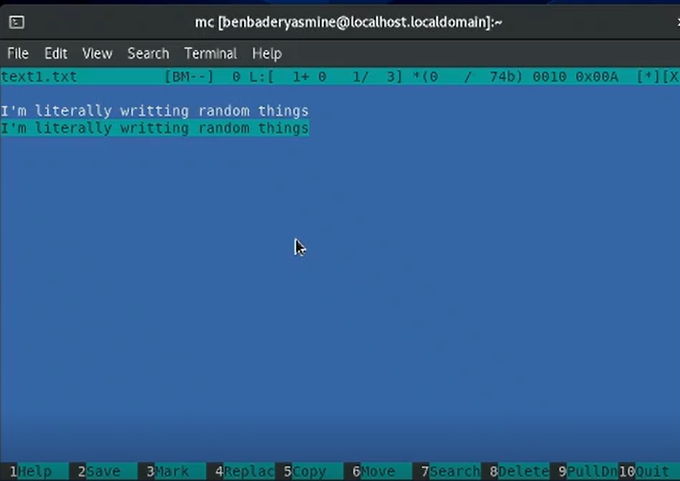 mc [benbaderyasmine@localhost.localdomain]:~
File Edit View Search Terminal Help
text1.txt [BM--] 0 L:[ 1+ 0 1/ 3] *(0 / 74b) 0010 0x00A [*][X
I'm literally writting random things
I'm literally writting random things
1Help 2Save 3Mark 4Replac 5Copy 6Move 7Search 8Delete 9PullDn 10Quit